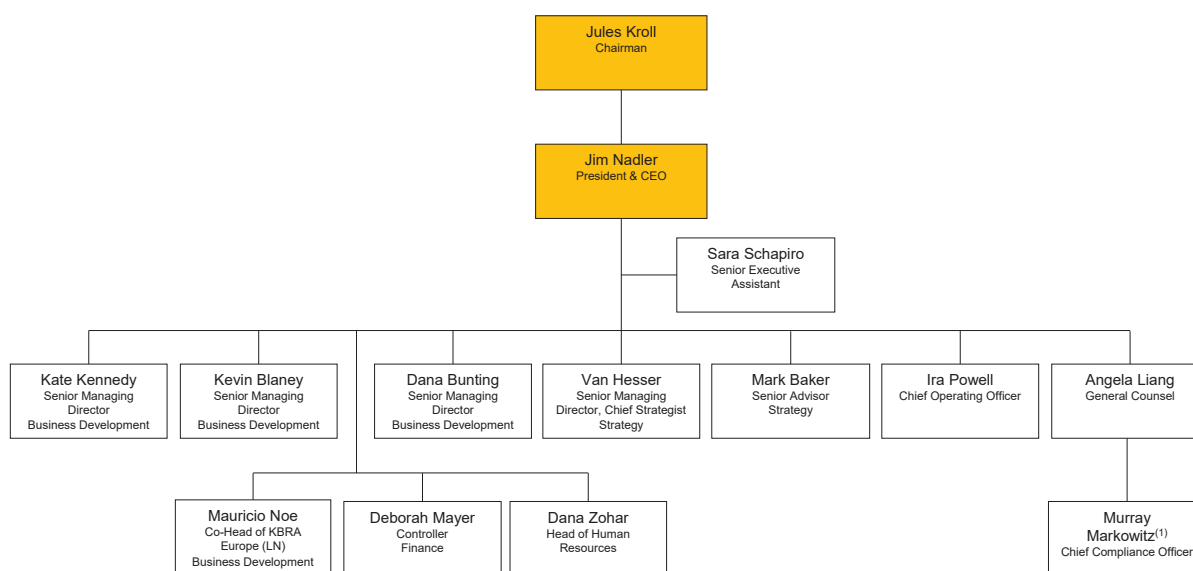 Jules Kroll
Chairman
Jim Nadler
President & CEO
Sara Schapiro
Senior Executive
Assistant
Kate Kennedy
Senior Managing
Director
Business Development
Kevin Blaney
Senior Managing
Director
Business Development
Dana Bunting
Senior Managing
Director
Business Development
Van Hesser
Senior Managing
Director, Chief Strategist
Strategy
Mark Baker
Senior Advisor
Strategy
Ira Powell
Chief Operating Officer
Angela Liang
General Counsel
Mauricio Noe
Co-Head of KBRA
Europe (LN)
Business Development
Deborah Mayer
Controller
Finance
Dana Zohar
Head of Human
Resources
Murray
Markowitz(1)
Chief Compliance Officer